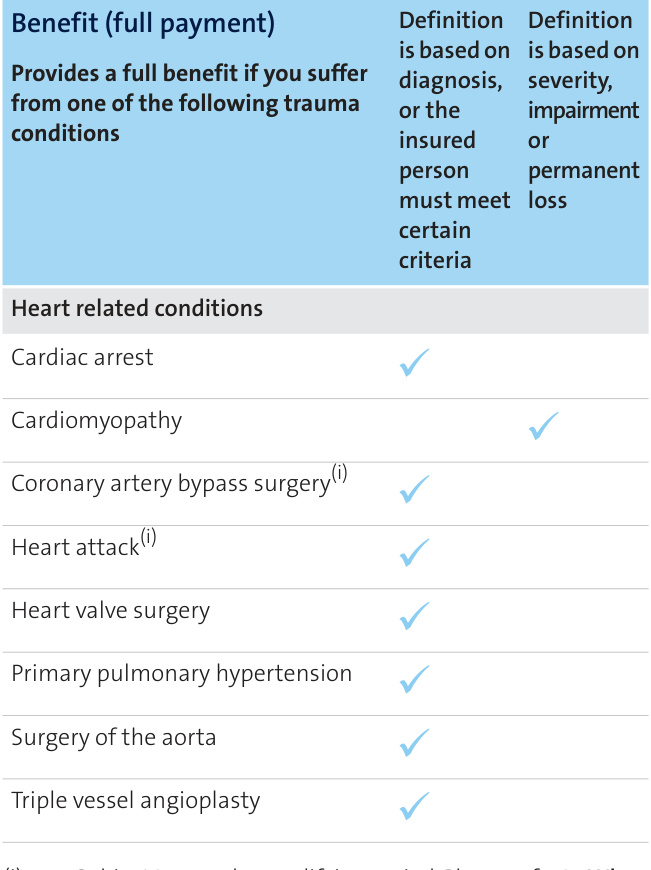 Benefit (full payment)
Provides a full benefit if you suffer
from one of the following trauma
conditions
Definition
is based on
diagnosis,
or the
insured
person
must meet
certain
criteria
Definition
is based on
severity,
impairment
or
permanent
loss
Heart related conditions
Cardiac arrest ✓
Cardiomyopathy ✓
Coronary artery bypass surgery(i) ✓
Heart attack(i) ✓
Heart valve surgery ✓
Primary pulmonary hypertension ✓
Surgery of the aorta ✓
Triple vessel angioplasty ✓